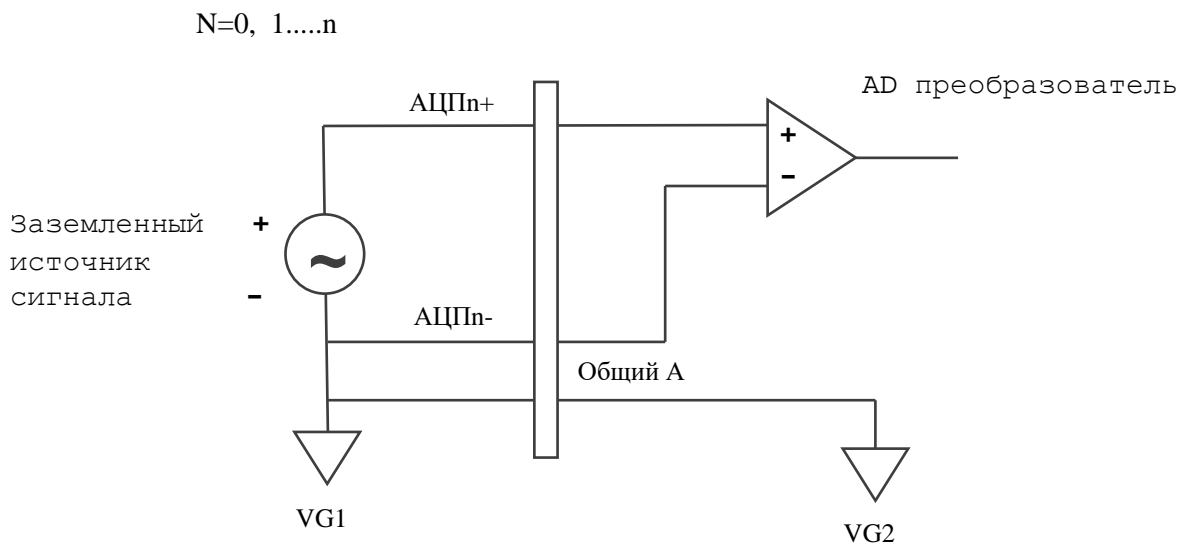 N=0, 1.....n
AD преобразователь
АЦПn+
+
−
Заземленный +
источник
~
сигнала −
АЦПn-
Общий А
VG1
VG2